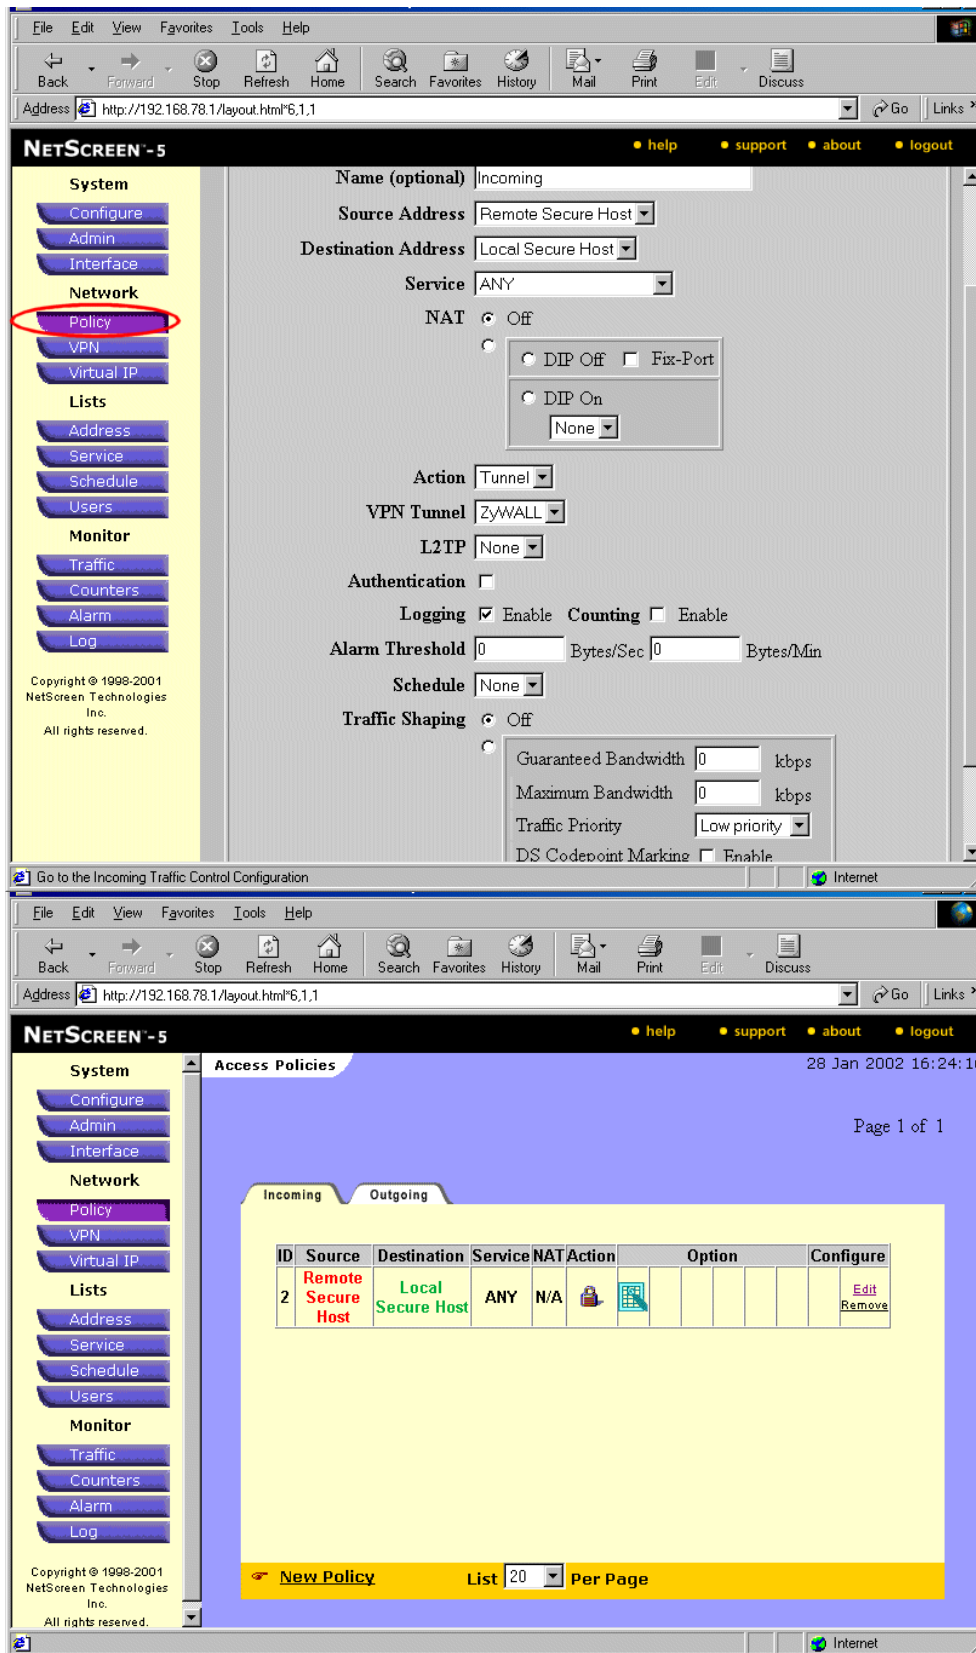 File Edit View Favorites Tools Help
Back Forward Stop Refresh Home Search Favorites History Mail Print Edit Discuss
Address http://192.168.78.1/layout.html*6,1,1 Go Links »
NETSCREEN™-5 help support about logout
System
Configure
Admin
Interface
Network
Policy
VPN
Virtual IP
Lists
Address
Service
Schedule
Users
Monitor
Traffic
Counters
Alarm
Log
Copyright © 1998-2001
NetScreen Technologies
Inc.
All rights reserved.
Name (optional) Incoming
Source Address Remote Secure Host
Destination Address Local Secure Host
Service ANY
NAT Off
DIP Off Fix-Port
DIP On
None
Action Tunnel
VPN Tunnel ZyWALL
L2TP None
Authentication
Logging Enable Counting Enable
Alarm Threshold 0 Bytes/Sec 0 Bytes/Min
Schedule None
Traffic Shaping Off
Guaranteed Bandwidth 0 kbps
Maximum Bandwidth 0 kbps
Traffic Priority Low priority
DS Codepoint Marking Enable
Go to the Incoming Traffic Control Configuration Internet
File Edit View Favorites Tools Help
Back Forward Stop Refresh Home Search Favorites History Mail Print Edit Discuss
Address http://192.168.78.1/layout.html*6,1,1 Go Links »
NETSCREEN™-5 help support about logout
System
Configure
Admin
Interface
Network
Policy
VPN
Virtual IP
Lists
Address
Service
Schedule
Users
Monitor
Traffic
Counters
Alarm
Log
Copyright © 1998-2001
NetScreen Technologies
Inc.
All rights reserved.
Access Policies 28 Jan 2002 16:24:1
Page 1 of 1
Incoming Outgoing
ID Source Destination Service NAT Action Option Configure
2 Remote Secure Host Local Secure Host ANY N/A Edit Remove
New Policy List 20 Per Page
Internet